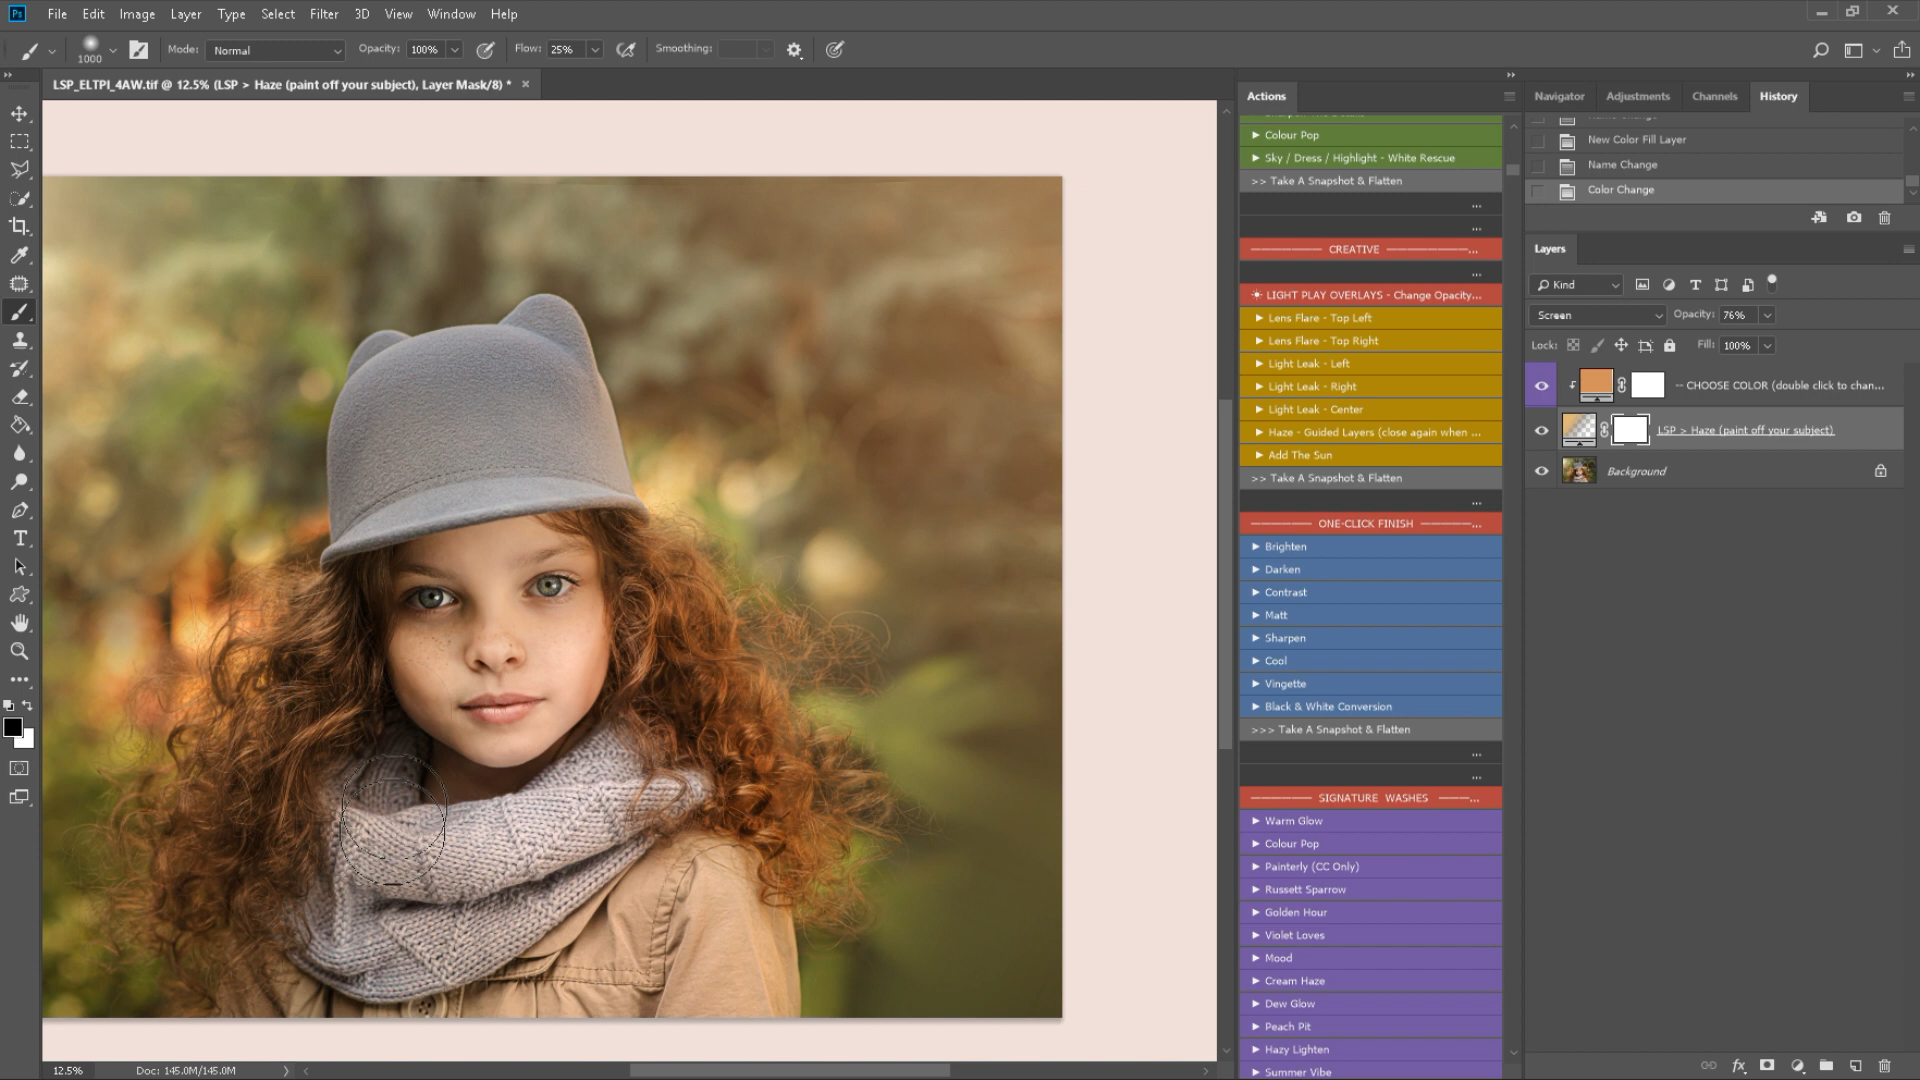 Ps File Edit Image Layer Type Select Filter 3D View Window Help
1000 Mode: Normal Opacity: 100% Flow: 25% Smoothing:
LSP_ELTPI_4AW.tif @ 12.5% (LSP > Haze (paint off your subject), Layer Mask/8) * ×
Actions
Colour Pop
Sky / Dress / Highlight - White Rescue
>> Take A Snapshot & Flatten
...
...
CREATIVE ...
...
LIGHT PLAY OVERLAYS - Change Opacity...
Lens Flare - Top Left
Lens Flare - Top Right
Light Leak - Left
Light Leak - Right
Light Leak - Center
Haze - Guided Layers (close again when ...
Add The Sun
>> Take A Snapshot & Flatten
...
ONE-CLICK FINISH ...
Brighten
Darken
Contrast
Matt
Sharpen
Cool
Vingette
Black & White Conversion
>>> Take A Snapshot & Flatten
...
...
SIGNATURE WASHES ...
Warm Glow
Colour Pop
Painterly (CC Only)
Russett Sparrow
Golden Hour
Violet Loves
Mood
Cream Haze
Dew Glow
Peach Pit
Hazy Lighten
Summer Vibe
Navigator Adjustments Channels History
Name Change
New Color Fill Layer
Name Change
Color Change
Layers
Kind
Screen Opacity: 76%
Lock: Fill: 100%
-- CHOOSE COLOR (double click to chan...
LSP > Haze (paint off your subject)
Background
fx
12.5% Doc: 145.0M/145.0M